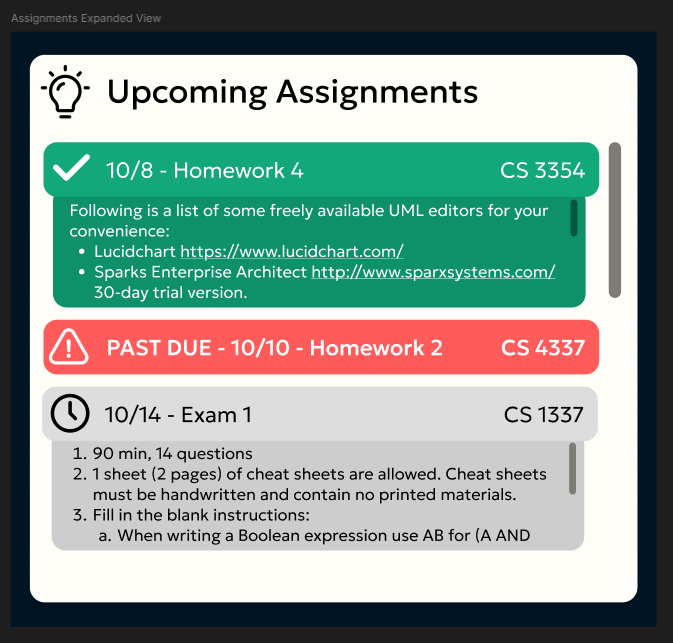 Assignments Expanded View
Upcoming Assignments
10/8 - Homework 4 CS 3354
Following is a list of some freely available UML editors for your
convenience:
• Lucidchart https://www.lucidchart.com/
• Sparks Enterprise Architect http://www.sparxsystems.com/
30-day trial version.
PAST DUE - 10/10 - Homework 2 CS 4337
10/14 - Exam 1 CS 1337
1. 90 min, 14 questions
2. 1 sheet (2 pages) of cheat sheets are allowed. Cheat sheets
must be handwritten and contain no printed materials.
3. Fill in the blank instructions:
a. When writing a Boolean expression use AB for (A AND